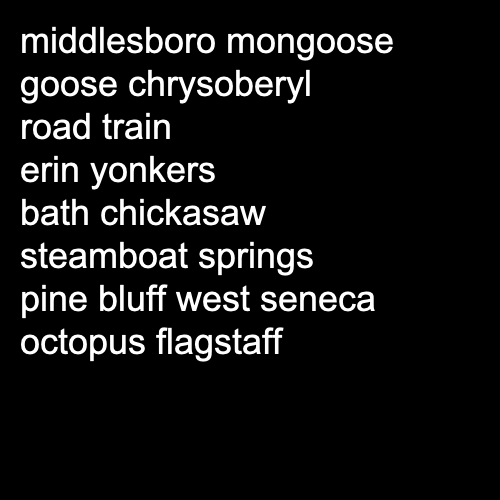 middlesboro mongoose
goose chrysoberyl
road train
erin yonkers
bath chickasaw
steamboat springs
pine bluff west seneca
octopus flagstaff